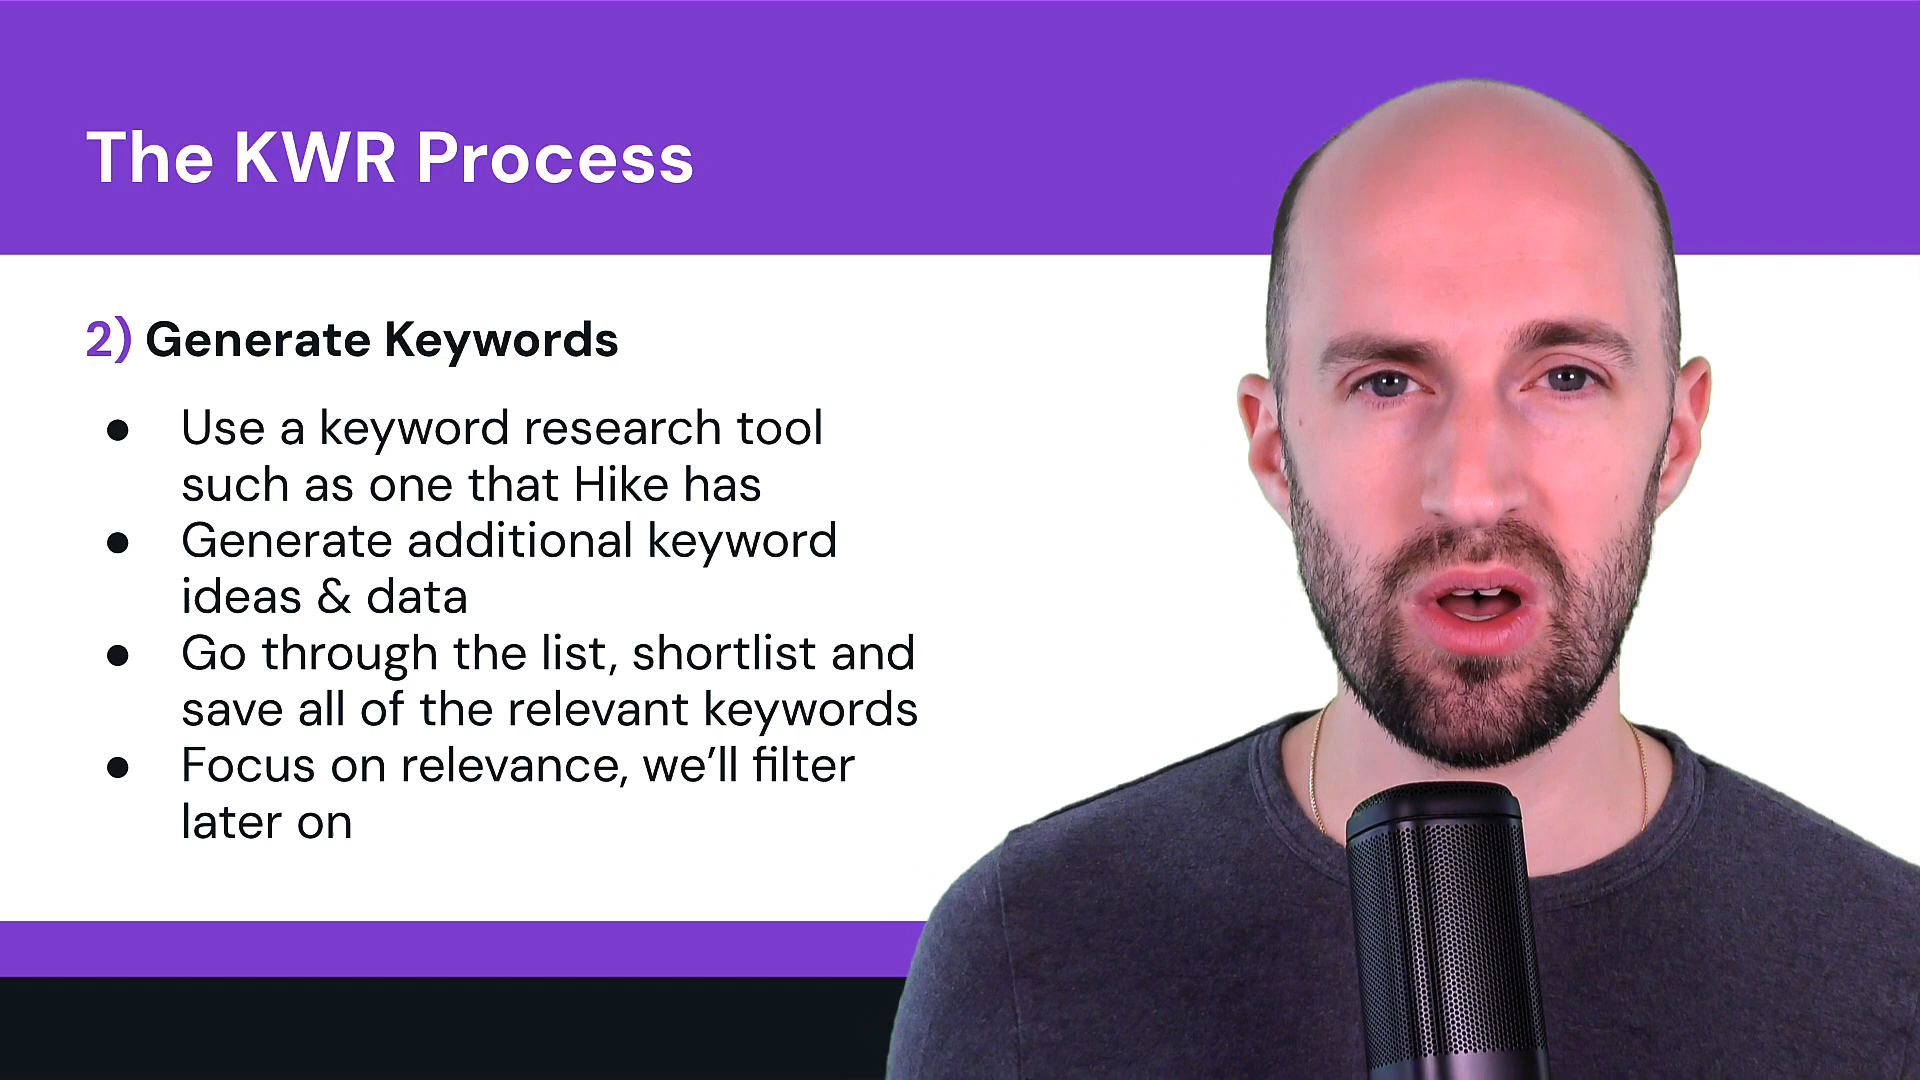 The KWR Process
2) Generate Keywords
● Use a keyword research tool
such as one that Hike has
● Generate additional keyword
ideas & data
● Go through the list, shortlist and
save all of the relevant keywords
● Focus on relevance, we’ll filter
later on